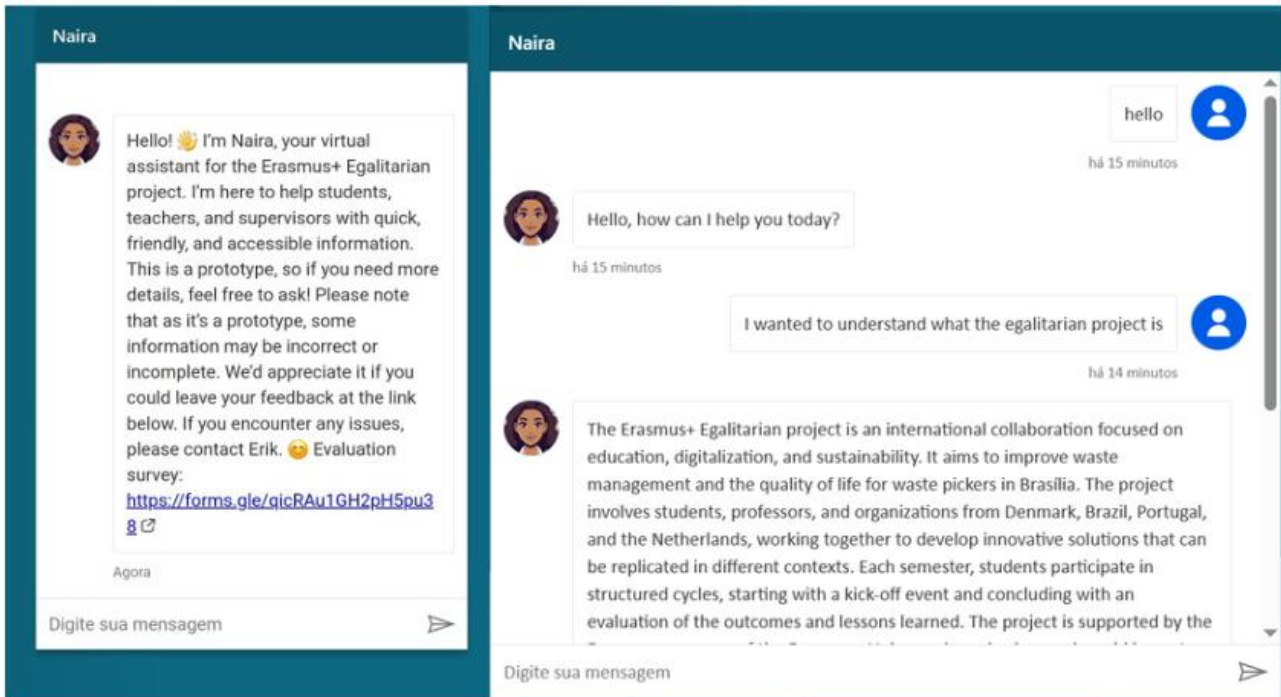 Naira
Hello! 👋 I'm Naira, your virtual
assistant for the Erasmus+ Egalitarian
project. I'm here to help students,
teachers, and supervisors with quick,
friendly, and accessible information.
This is a prototype, so if you need more
details, feel free to ask! Please note
that as it's a prototype, some
information may be incorrect or
incomplete. We'd appreciate it if you
could leave your feedback at the link
below. If you encounter any issues,
please contact Erik. 😊 Evaluation
survey:
https://forms.gle/qicRAu1GH2pH5pu3
8
Agora
Digite sua mensagem
Naira
hello
há 15 minutos
Hello, how can I help you today?
há 15 minutos
I wanted to understand what the egalitarian project is
há 14 minutos
The Erasmus+ Egalitarian project is an international collaboration focused on
education, digitalization, and sustainability. It aims to improve waste
management and the quality of life for waste pickers in Brasília. The project
involves students, professors, and organizations from Denmark, Brazil, Portugal,
and the Netherlands, working together to develop innovative solutions that can
be replicated in different contexts. Each semester, students participate in
structured cycles, starting with a kick-off event and concluding with an
evaluation of the outcomes and lessons learned. The project is supported by the
Digite sua mensagem